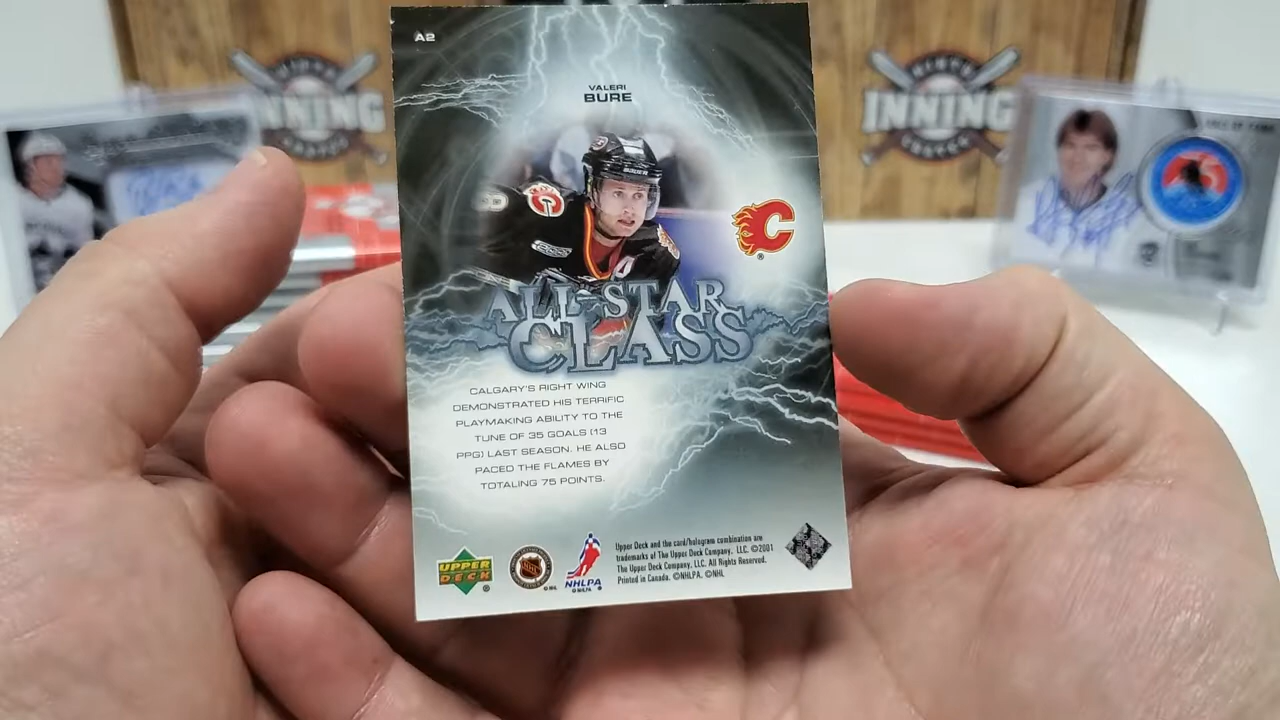 A2
VALERI
BURE
ALL-STAR
CLASS
CALGARY'S RIGHT WING
DEMONSTRATED HIS TERRIFIC
PLAYMAKING ABILITY TO THE
TUNE OF 35 GOALS (13
PPG) LAST SEASON. HE ALSO
PACED THE FLAMES BY
TOTALING 75 POINTS.
UPPER
DECK
NHL
NHLPA
Upper Deck and the card/hologram combination are
trademarks of The Upper Deck Company, LLC. ©2001
The Upper Deck Company, LLC. All Rights Reserved.
Printed in Canada. ©NHLPA. ©NHL
INNING
NINTH
INNING